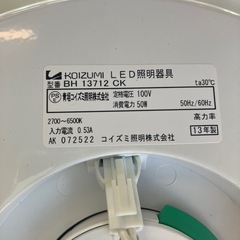 KOIZUMI LED照明器具
型番 BH 13712 CK ta30℃
PS E 青梅コイズミ照明株式会社 定格電圧 100V
消費電力 50W 50Hz/60Hz
2700~6500K 高力率
入力電流 0.53A 13年製
AK 072522 コイズミ照明株式会社